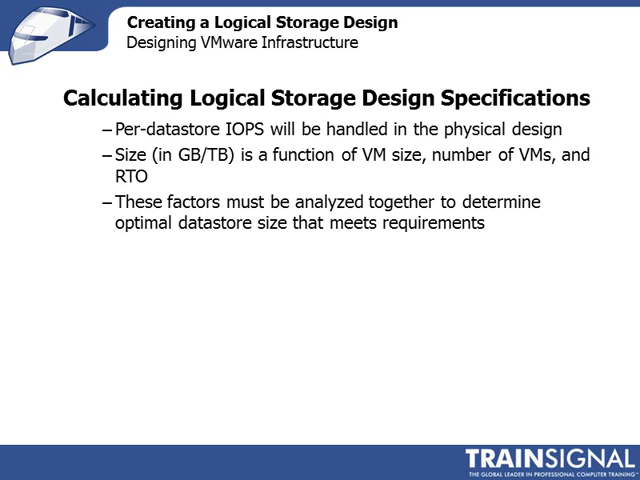 Creating a Logical Storage Design
Designing VMware Infrastructure
Calculating Logical Storage Design Specifications
– Per-datastore IOPS will be handled in the physical design
– Size (in GB/TB) is a function of VM size, number of VMs, and
RTO
– These factors must be analyzed together to determine
optimal datastore size that meets requirements
TRAINSIGNAL
THE GLOBAL LEADER IN PROFESSIONAL COMPUTER TRAINING™